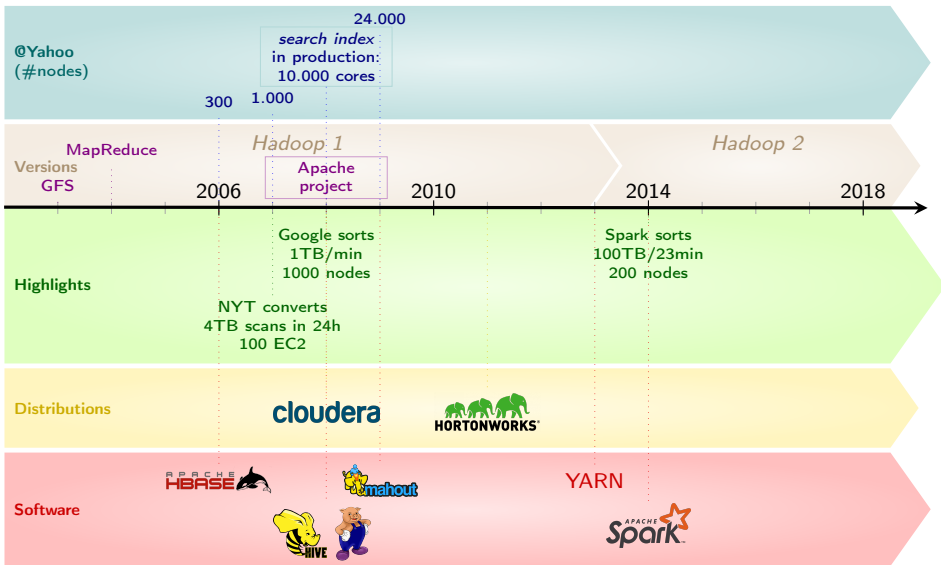 24.000
@Yahoo
(#nodes)
search index
in production:
10.000 cores
300
1.000
Hadoop 1
Hadoop 2
MapReduce
Versions
GFS
Apache
project
2006
2010
2014
2018
Google sorts
1TB/min
1000 nodes
Spark sorts
100TB/23min
200 nodes
Highlights
NYT converts
4TB scans in 24h
100 EC2
Distributions
cloudera
HORTONWORKS
APACHE
HBASE
mahout
YARN
Software
HIVE
APACHE
Spark